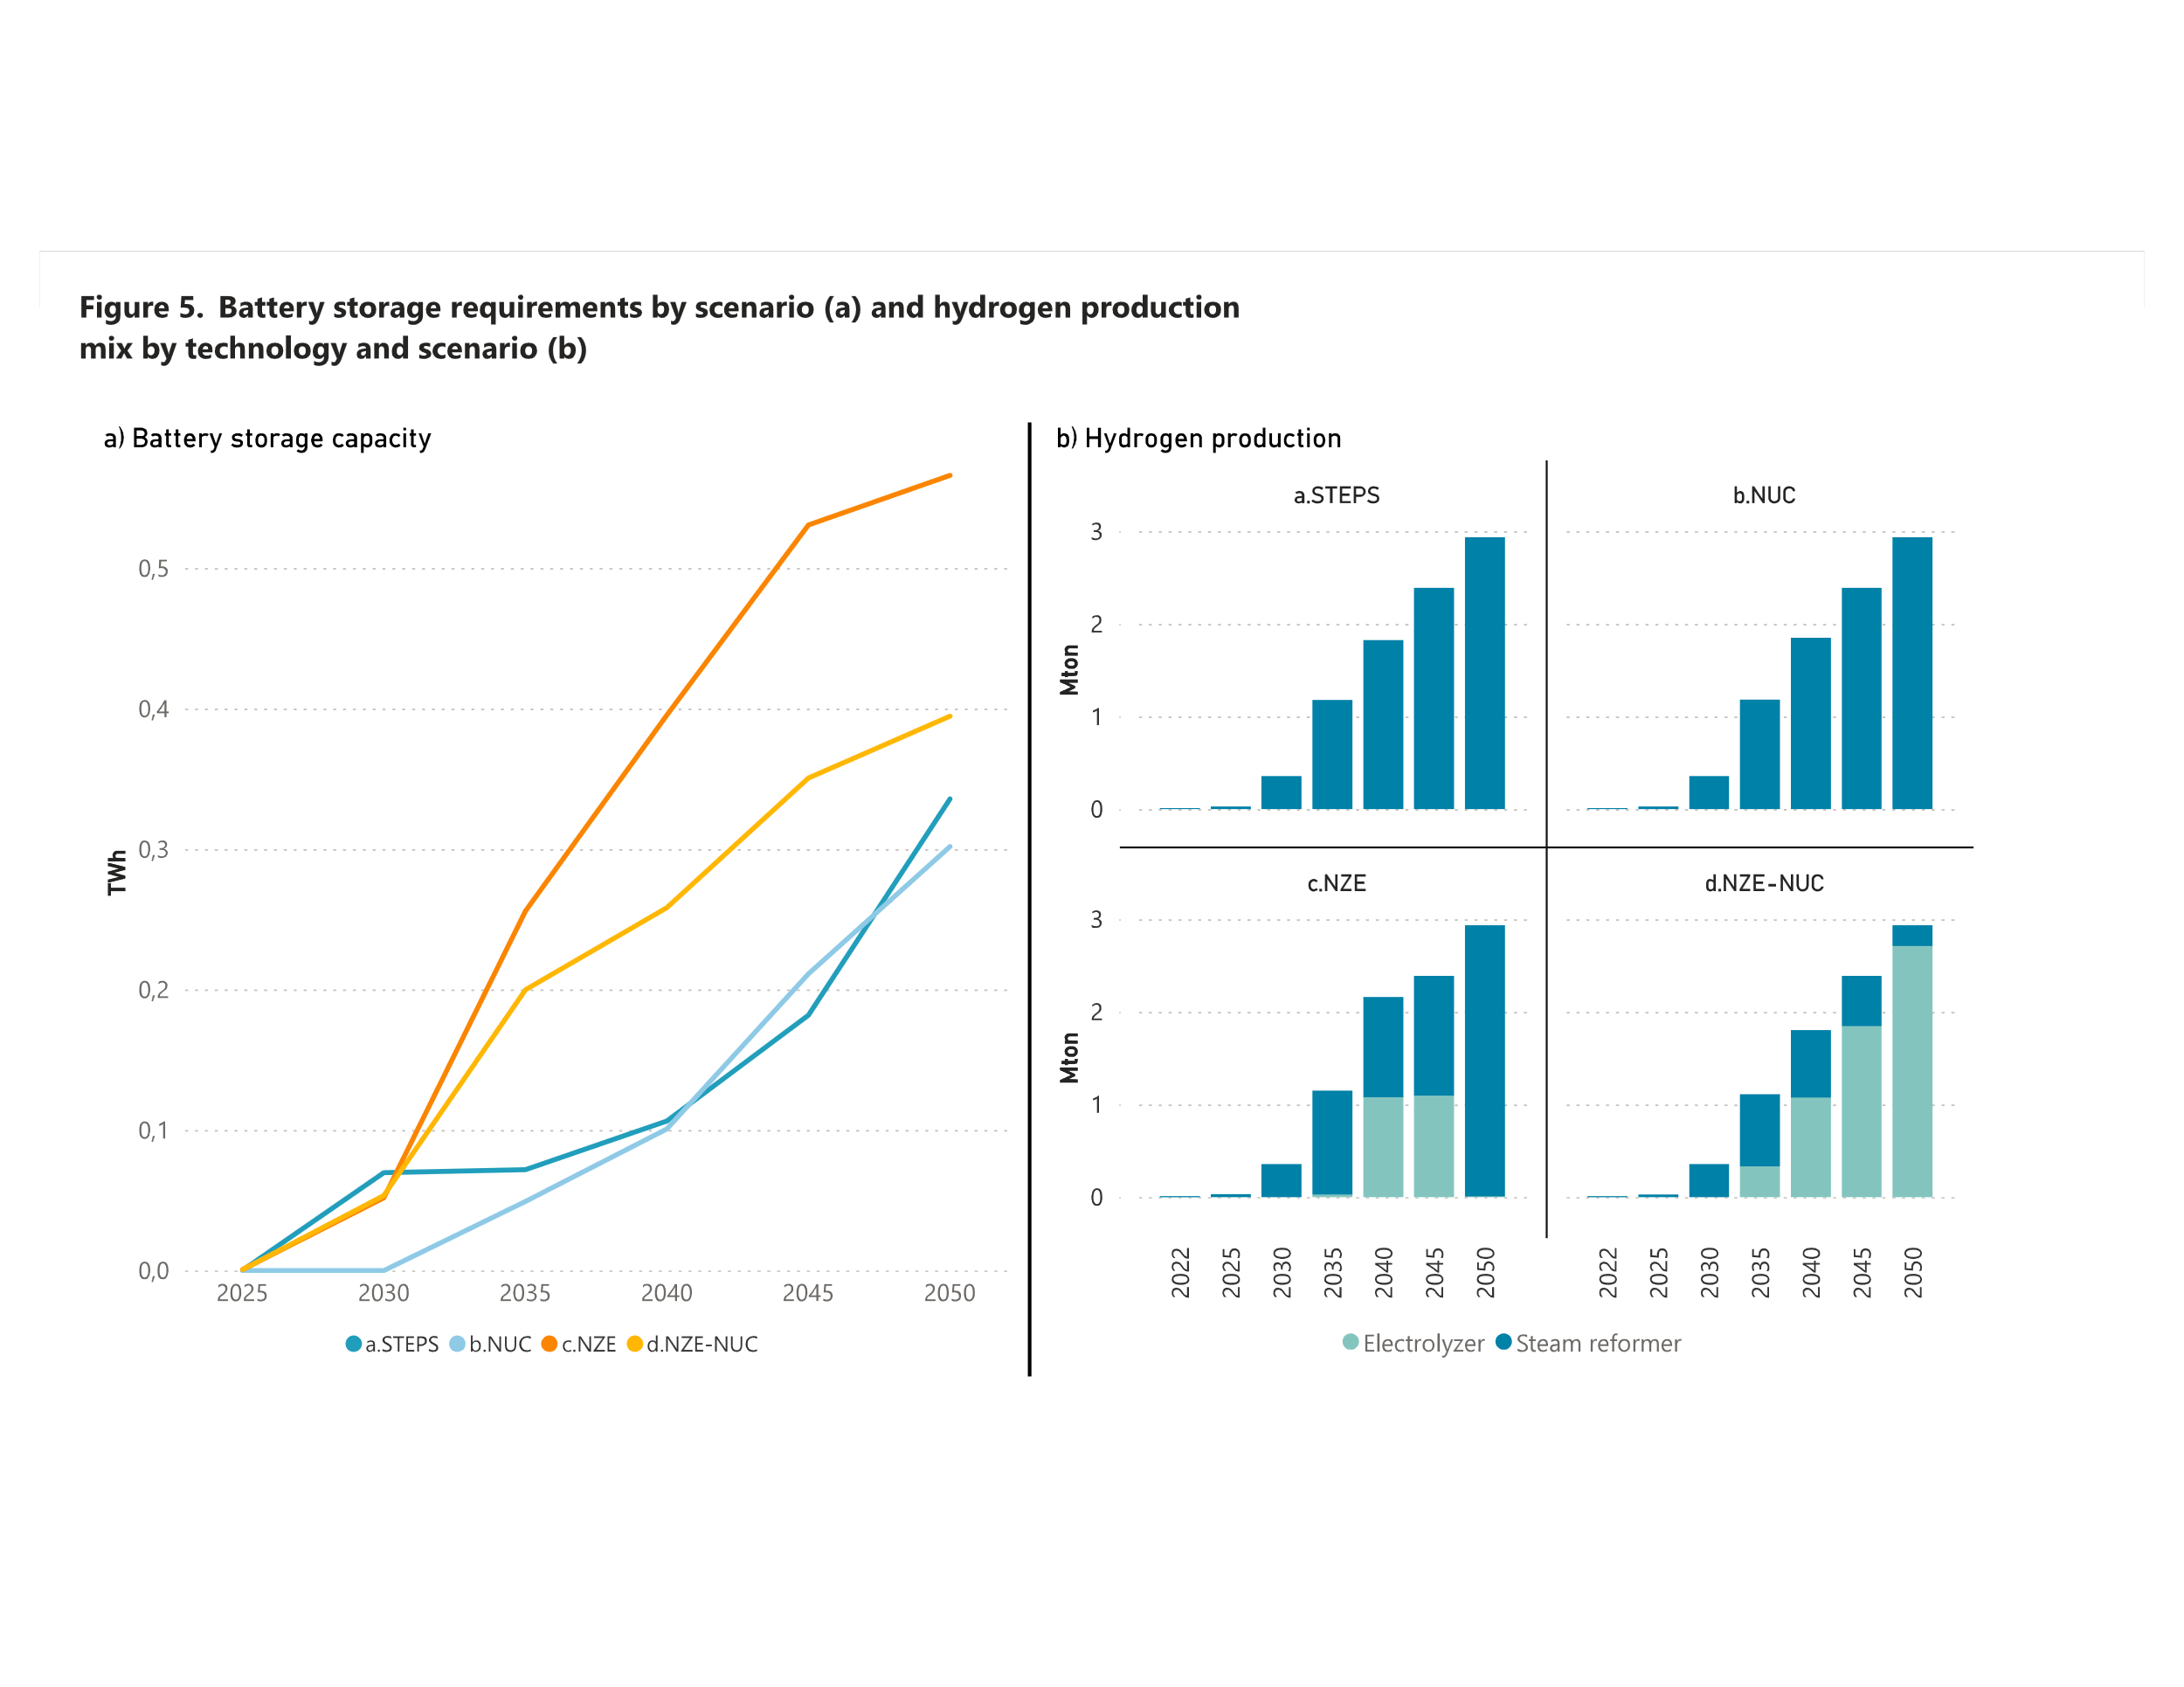 Figure 5. Battery storage requirements by scenario (a) and hydrogen production
mix by technology and scenario (b)
a) Battery storage capacity
TWh
0,5
0,4
0,3
0,2
0,1
0,0
2025 2030 2035 2040 2045 2050
a.STEPS b.NUC c.NZE d.NZE-NUC
b) Hydrogen production
a.STEPS
b.NUC
Mton
3
2
1
0
c.NZE
d.NZE-NUC
Mton
3
2
1
0
2022 2025 2030 2035 2040 2045 2050
2022 2025 2030 2035 2040 2045 2050
Electrolyzer Steam reformer